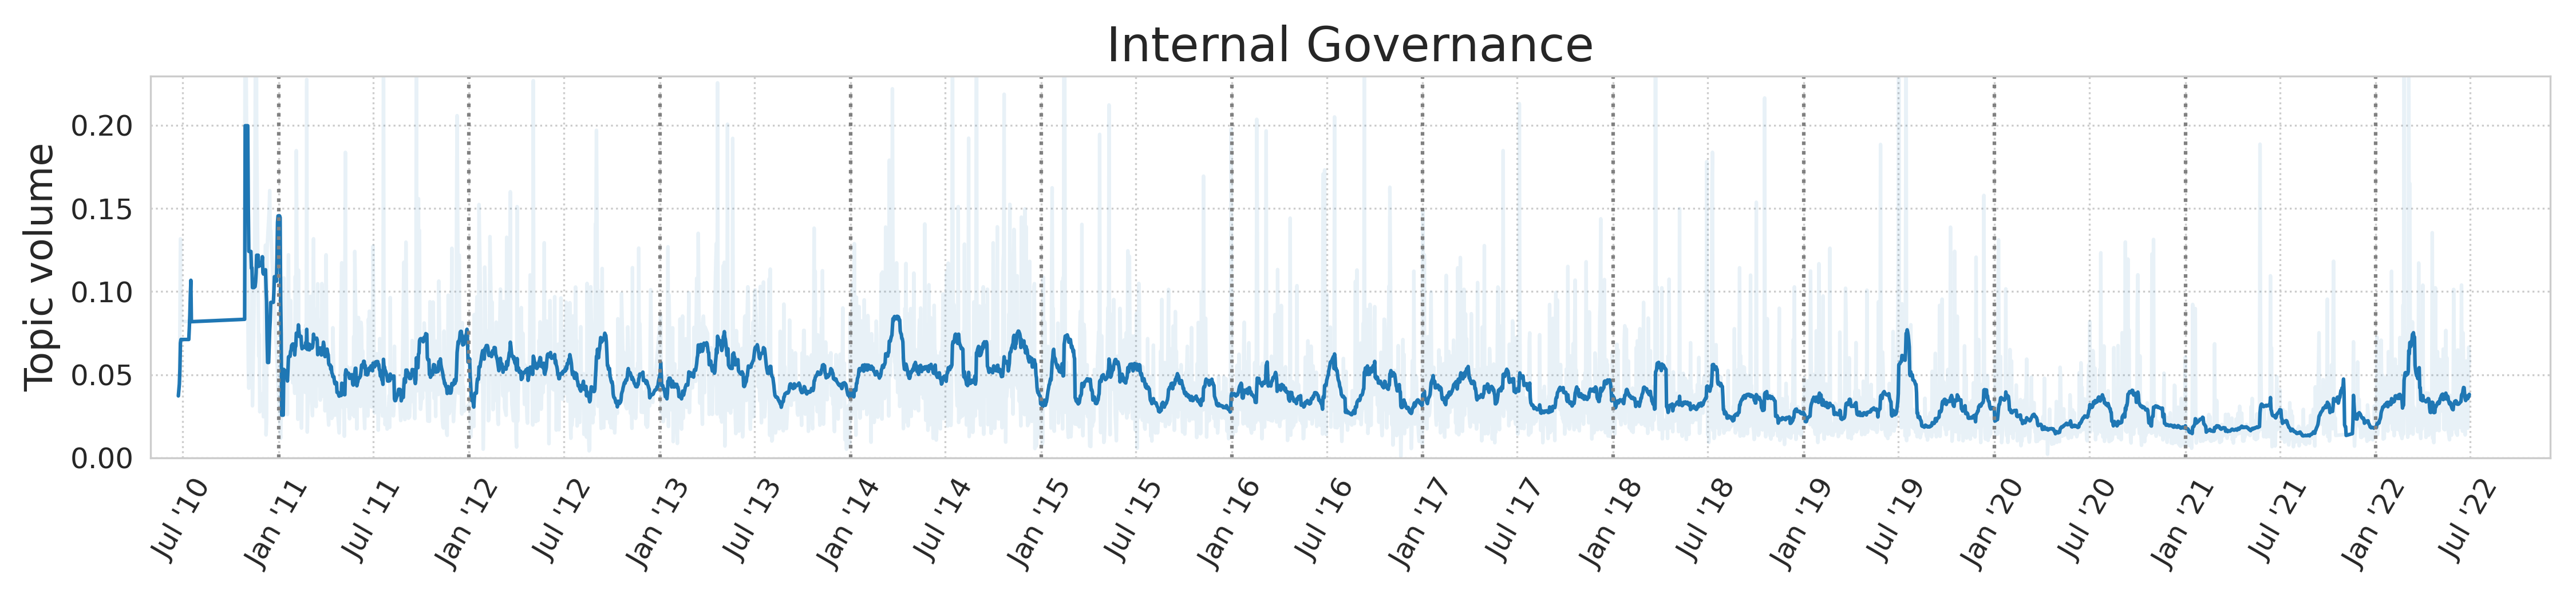 Internal Governance
Topic volume
0.20
0.15
0.10
0.05
0.00
Jul '10
Jan '11
Jul '11
Jan '12
Jul '12
Jan '13
Jul '13
Jan '14
Jul '14
Jan '15
Jul '15
Jan '16
Jul '16
Jan '17
Jul '17
Jan '18
Jul '18
Jan '19
Jul '19
Jan '20
Jul '20
Jan '21
Jul '21
Jan '22
Jul '22